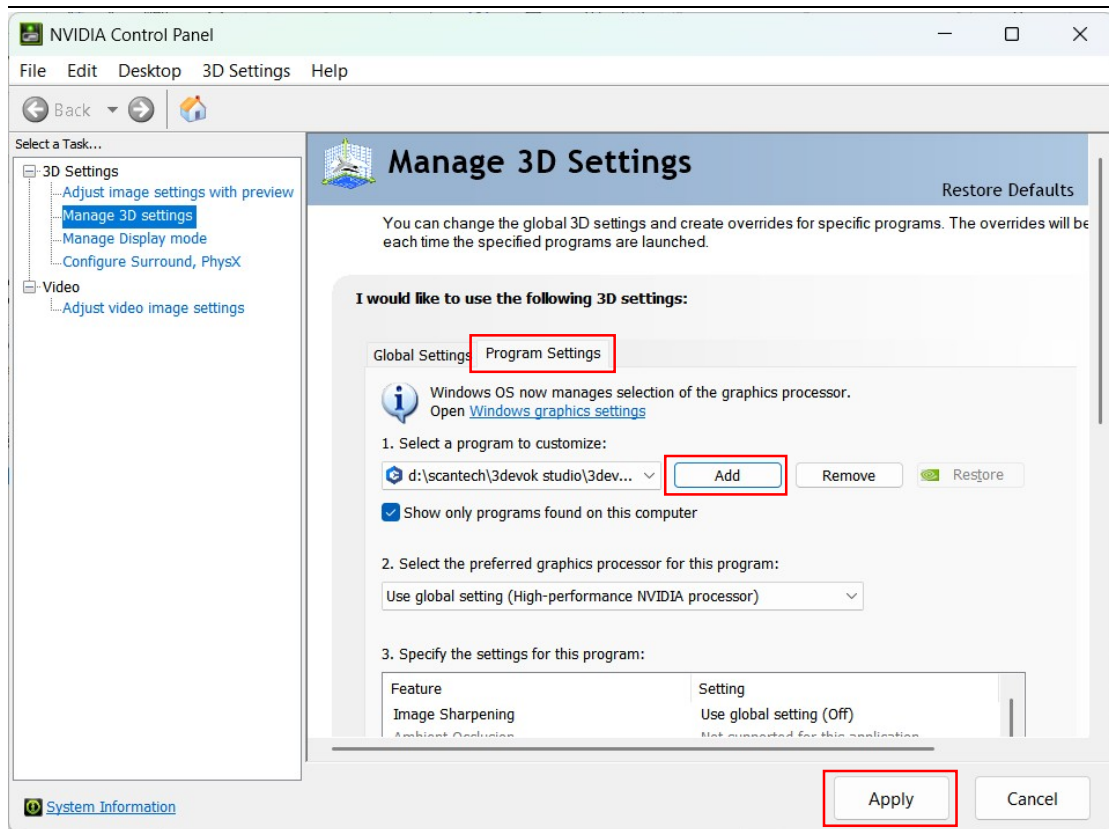 NVIDIA Control Panel
File Edit Desktop 3D Settings Help
Back
Select a Task...
3D Settings
Adjust image settings with preview
Manage 3D settings
Manage Display mode
Configure Surround, PhysX
Video
Adjust video image settings
System Information
Manage 3D Settings
Restore Defaults
You can change the global 3D settings and create overrides for specific programs. The overrides will be
each time the specified programs are launched.
I would like to use the following 3D settings:
Global Settings Program Settings
Windows OS now manages selection of the graphics processor.
Open Windows graphics settings
1. Select a program to customize:
d:\scantech\3devok studio\3dev... Add Remove Restore
Show only programs found on this computer
2. Select the preferred graphics processor for this program:
Use global setting (High-performance NVIDIA processor)
3. Specify the settings for this program:
Feature Setting
Image Sharpening Use global setting (Off)
Ambient Occlusion Not supported for this application
Apply Cancel